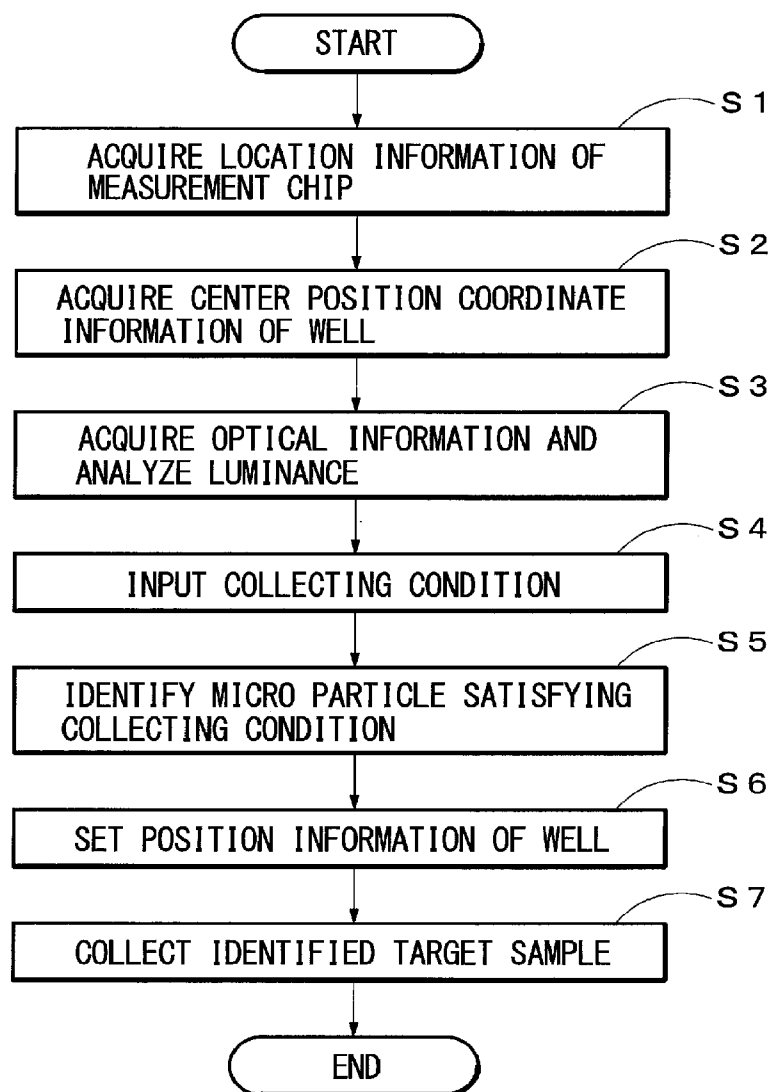 START
S1
ACQUIRE LOCATION INFORMATION OF
MEASUREMENT CHIP
S2
ACQUIRE CENTER POSITION COORDINATE
INFORMATION OF WELL
S3
ACQUIRE OPTICAL INFORMATION AND
ANALYZE LUMINANCE
S4
INPUT COLLECTING CONDITION
S5
IDENTIFY MICRO PARTICLE SATISFYING
COLLECTING CONDITION
S6
SET POSITION INFORMATION OF WELL
S7
COLLECT IDENTIFIED TARGET SAMPLE
END